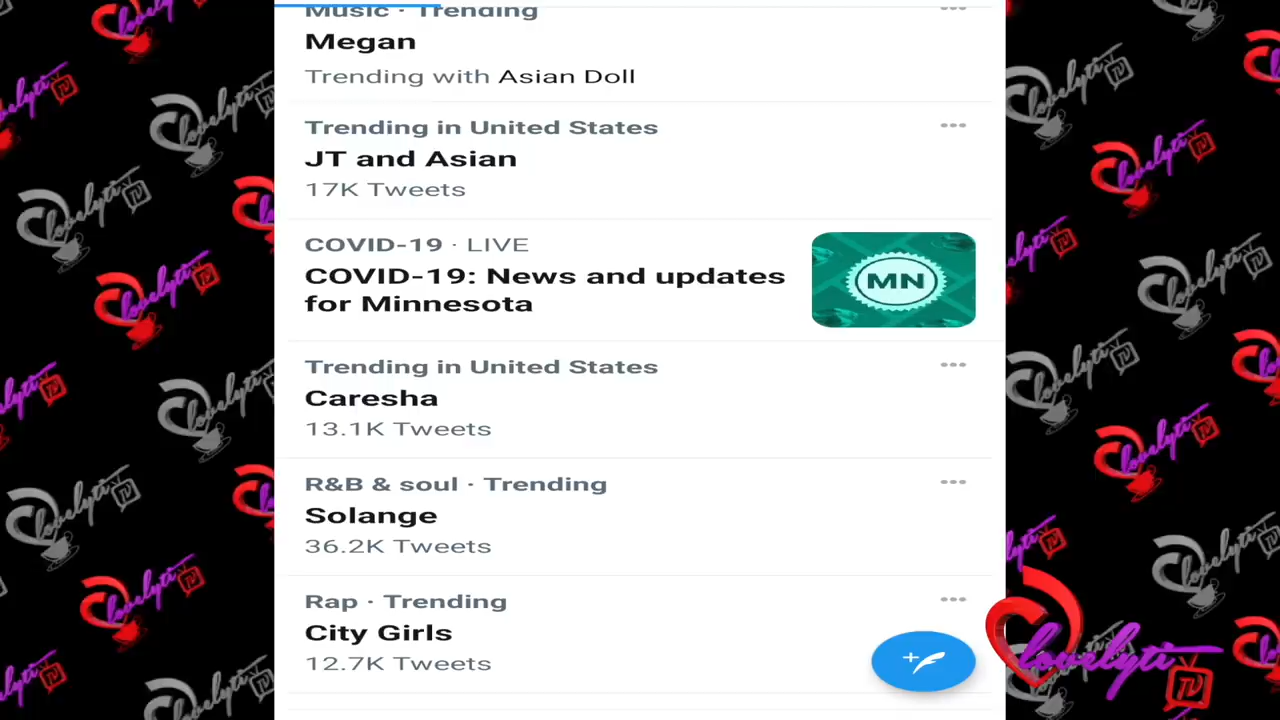 Music · Trending
Megan
Trending with Asian Doll
Trending in United States
JT and Asian
17K Tweets
COVID-19 · LIVE
COVID-19: News and updates
for Minnesota
MN
Trending in United States
Caresha
13.1K Tweets
R&B & soul · Trending
Solange
36.2K Tweets
Rap · Trending
City Girls
12.7K Tweets
lovelyti
TV